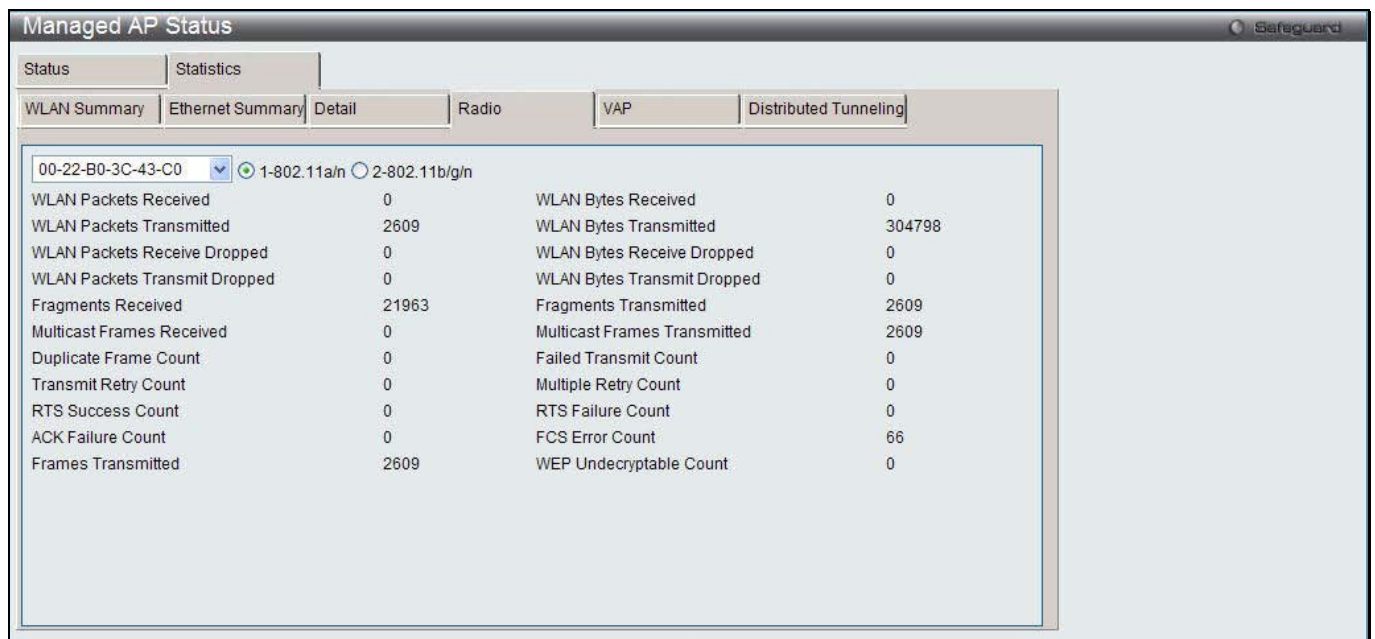 Managed AP Status
Safeguard
Status Statistics
WLAN Summary Ethernet Summary Detail Radio VAP Distributed Tunneling
00-22-B0-3C-43-C0 1-802.11a/n 2-802.11b/g/n
WLAN Packets Received 0 WLAN Bytes Received 0
WLAN Packets Transmitted 2609 WLAN Bytes Transmitted 304798
WLAN Packets Receive Dropped 0 WLAN Bytes Receive Dropped 0
WLAN Packets Transmit Dropped 0 WLAN Bytes Transmit Dropped 0
Fragments Received 21963 Fragments Transmitted 2609
Multicast Frames Received 0 Multicast Frames Transmitted 2609
Duplicate Frame Count 0 Failed Transmit Count 0
Transmit Retry Count 0 Multiple Retry Count 0
RTS Success Count 0 RTS Failure Count 0
ACK Failure Count 0 FCS Error Count 66
Frames Transmitted 2609 WEP Undecryptable Count 0